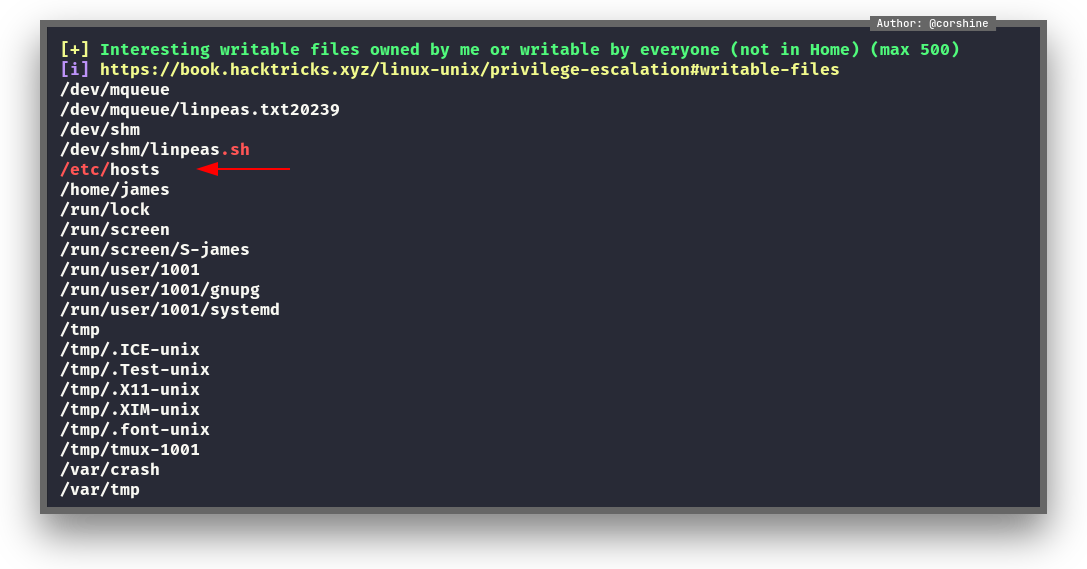 Author: @corshine
[+] Interesting writable files owned by me or writable by everyone (not in Home) (max 500)
[i] https://book.hacktricks.xyz/linux-unix/privilege-escalation#writable-files
/dev/mqueue
/dev/mqueue/linpeas.txt20239
/dev/shm
/dev/shm/linpeas.sh
/etc/hosts
/home/james
/run/lock
/run/screen
/run/screen/S-james
/run/user/1001
/run/user/1001/gnupg
/run/user/1001/systemd
/tmp
/tmp/.ICE-unix
/tmp/.Test-unix
/tmp/.X11-unix
/tmp/.XIM-unix
/tmp/.font-unix
/tmp/tmux-1001
/var/crash
/var/tmp